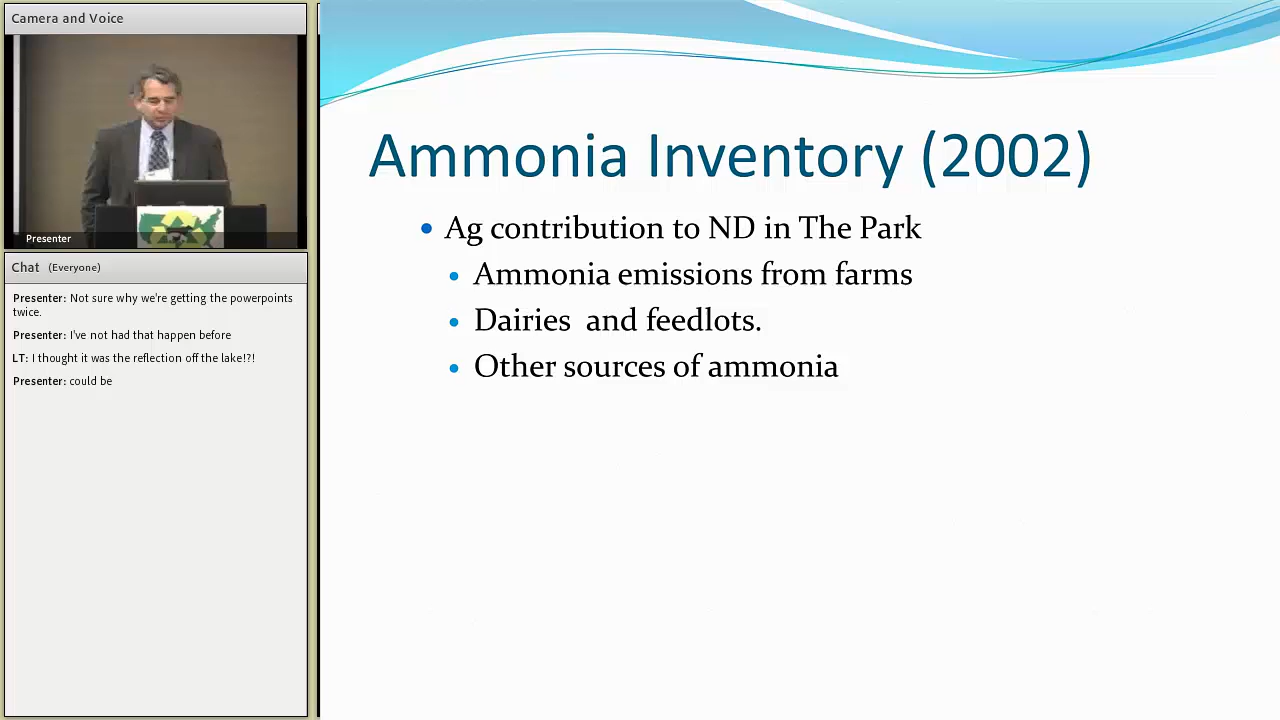 Camera and Voice
Presenter
Chat (Everyone)
Presenter: Not sure why we're getting the powerpoints
twice.
Presenter: I've not had that happen before
LT: I thought it was the reflection off the lake!?!
Presenter: could be
Ammonia Inventory (2002)
• Ag contribution to ND in The Park
• Ammonia emissions from farms
• Dairies  and feedlots.
• Other sources of ammonia